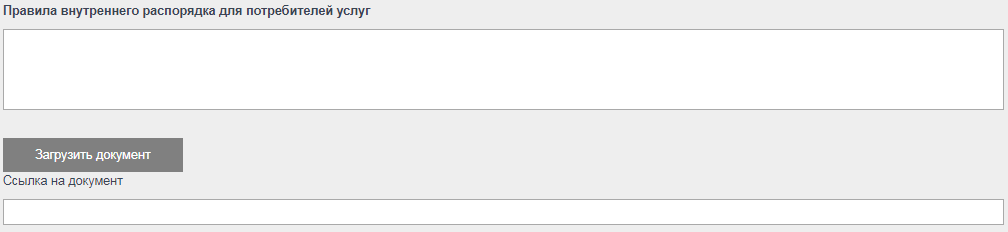 Правила внутреннего распорядка для потребителей услуг
Загрузить документ
Ссылка на документ